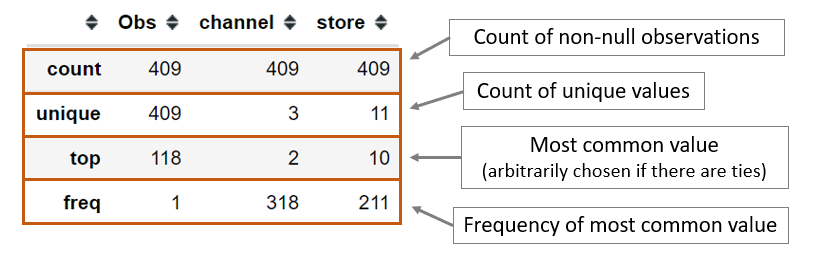 Obs channel store
count 409 409 409
unique 409 3 11
top 118 2 10
freq 1 318 211
Count of non-null observations
Count of unique values
Most common value
(arbitrarily chosen if there are ties)
Frequency of most common value